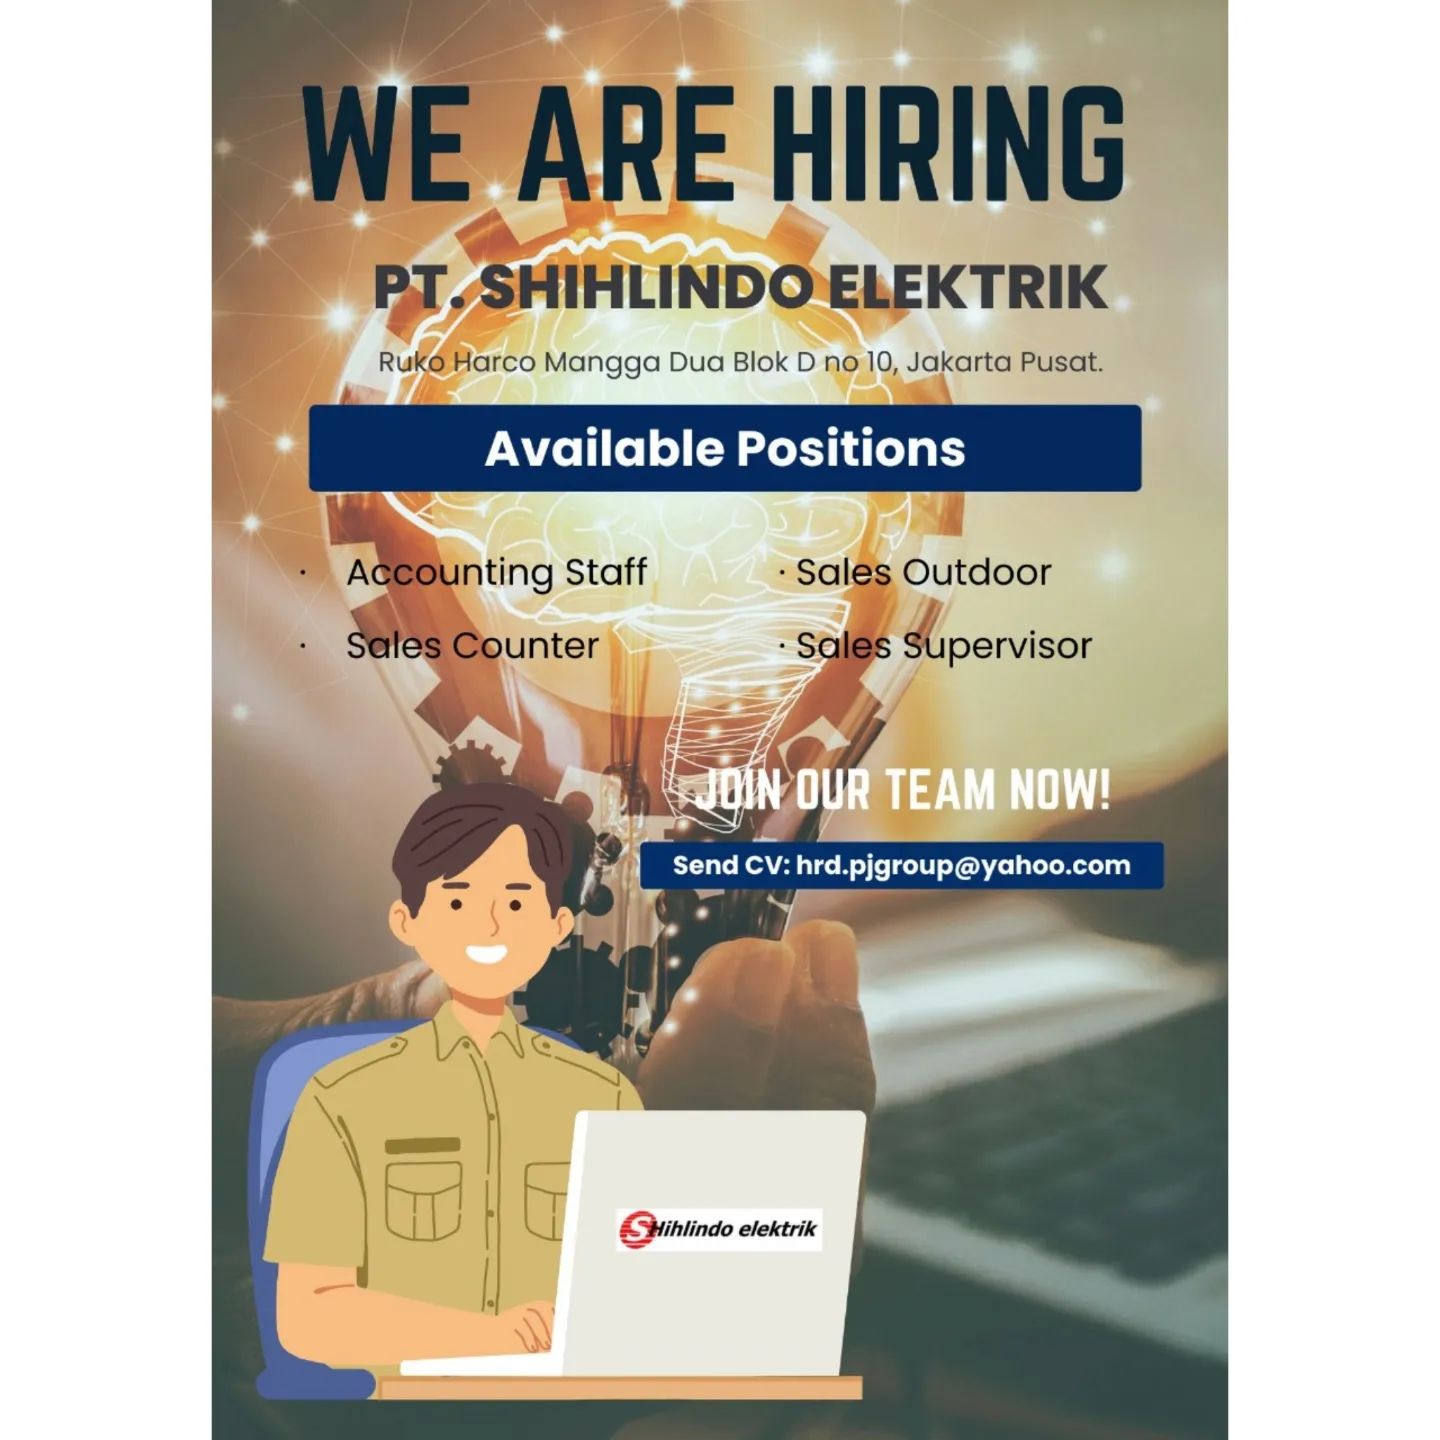 WE ARE HIRING
PT. SHIHLINDO ELEKTRIK
Ruko Harco Mangga Dua Blok D no 10, Jakarta Pusat.
Available Positions
· Accounting Staff
· Sales Counter
· Sales Outdoor
· Sales Supervisor
JOIN OUR TEAM NOW!
Send CV: hrd.pjgroup@yahoo.com
SHihlindo elektrik